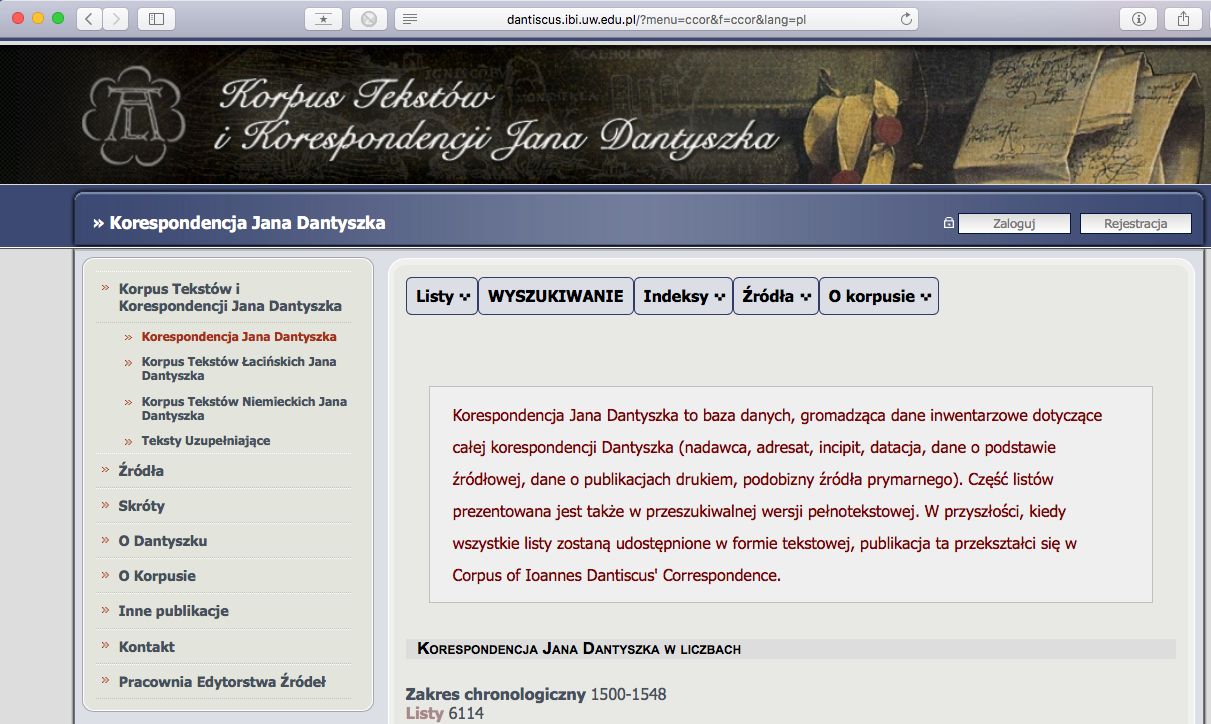 dantiscus.ibi.uw.edu.pl/?menu=ccor&f=ccor&lang=pl
Korpus Tekstów
i Korespondencji Jana Dantyszka
» Korespondencja Jana Dantyszka
Zaloguj
Rejestracja
» Korpus Tekstów i
Korespondencji Jana Dantyszka
» Korespondencja Jana Dantyszka
» Korpus Tekstów Łacińskich Jana
Dantyszka
» Korpus Tekstów Niemieckich Jana
Dantyszka
» Teksty Uzupełniające
» Źródła
» Skróty
» O Dantyszku
» O Korpusie
» Inne publikacje
» Kontakt
» Pracownia Edytorstwa Źródeł
Listy
WYSZUKIWANIE
Indeksy
Źródła
O korpusie
Korespondencja Jana Dantyszka to baza danych, gromadząca dane inwentarzowe dotyczące
całej korespondencji Dantyszka (nadawca, adresat, incipit, datacja, dane o podstawie
źródłowej, dane o publikacjach drukiem, podobizny źródła prymarnego). Część listów
prezentowana jest także w przeszukiwalnej wersji pełnotekstowej. W przyszłości, kiedy
wszystkie listy zostaną udostępnione w formie tekstowej, publikacja ta przekształci się w
Corpus of Ioannes Dantiscus' Correspondence.
Korespondencja Jana Dantyszka w liczbach
Zakres chronologiczny 1500-1548
Listy 6114